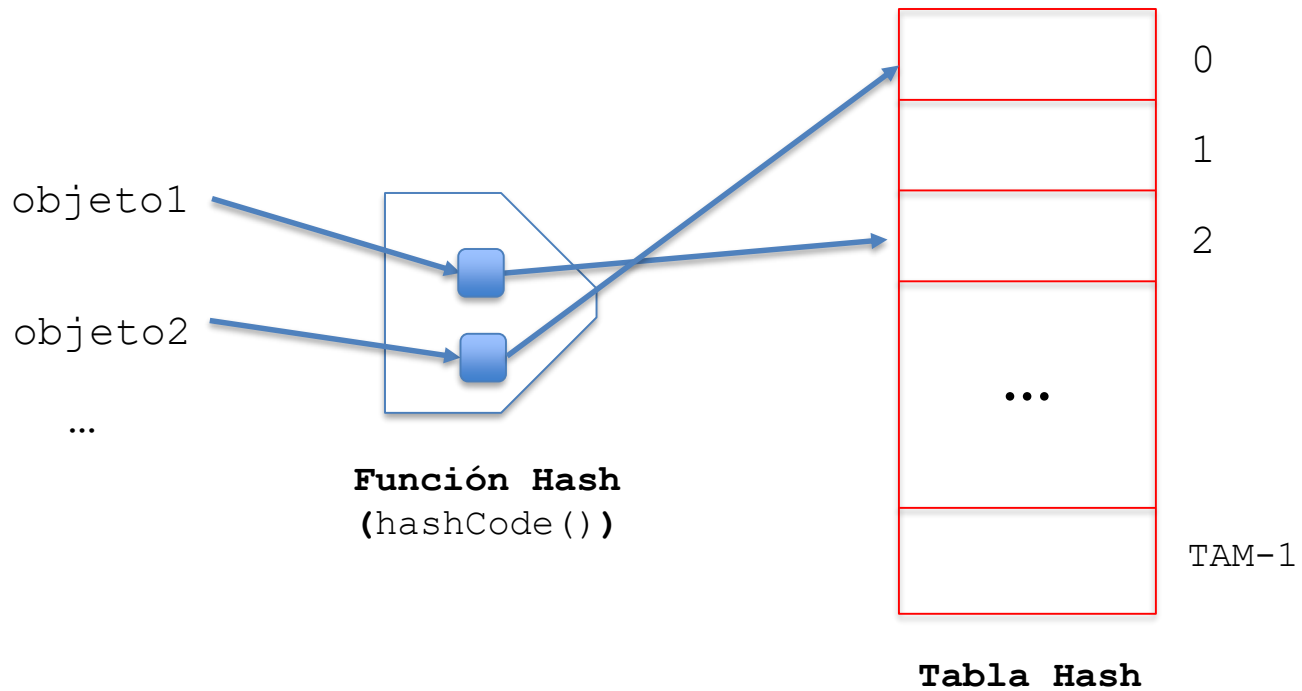 objeto1
objeto2
…
Función Hash
(hashCode())
0
1
2
…
TAM-1
Tabla Hash